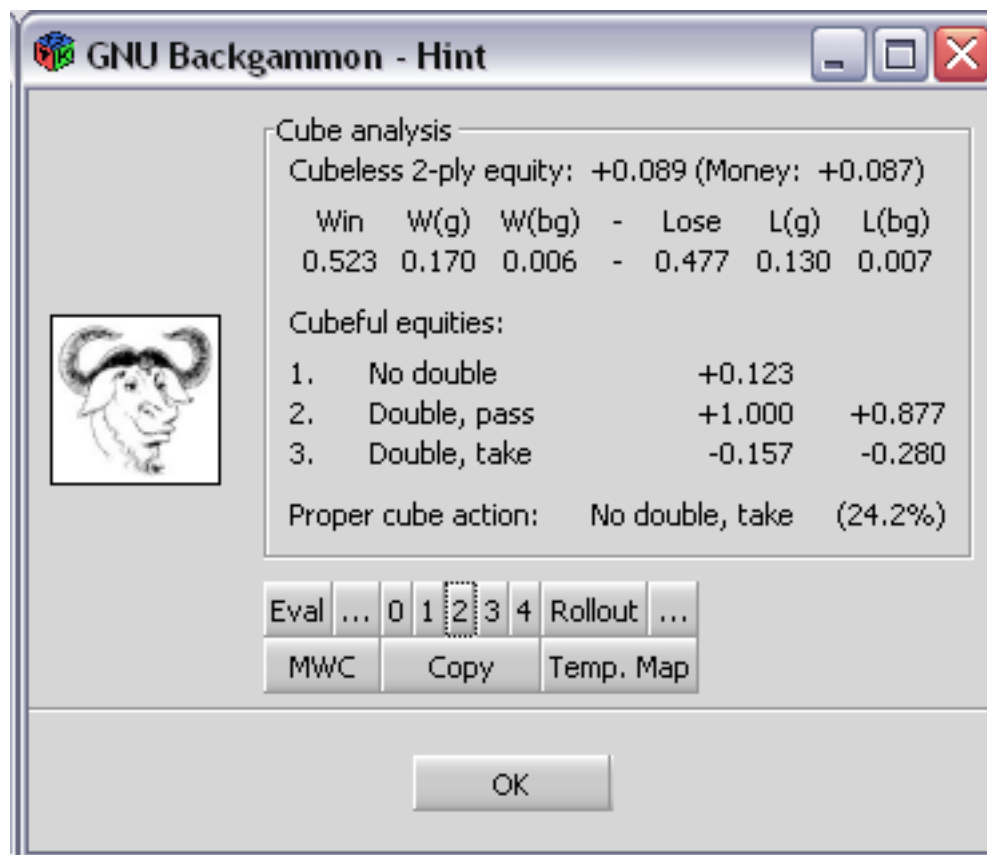 GNU Backgammon - Hint
Cube analysis
Cubeless 2-ply equity: +0.089 (Money: +0.087)
Win W(g) W(bg) - Lose L(g) L(bg)
0.523 0.170 0.006 - 0.477 0.130 0.007
Cubeful equities:
1. No double +0.123
2. Double, pass +1.000 +0.877
3. Double, take -0.157 -0.280
Proper cube action: No double, take (24.2%)
Eval ... 0 1 2 3 4 Rollout ...
MWC Copy Temp. Map
OK